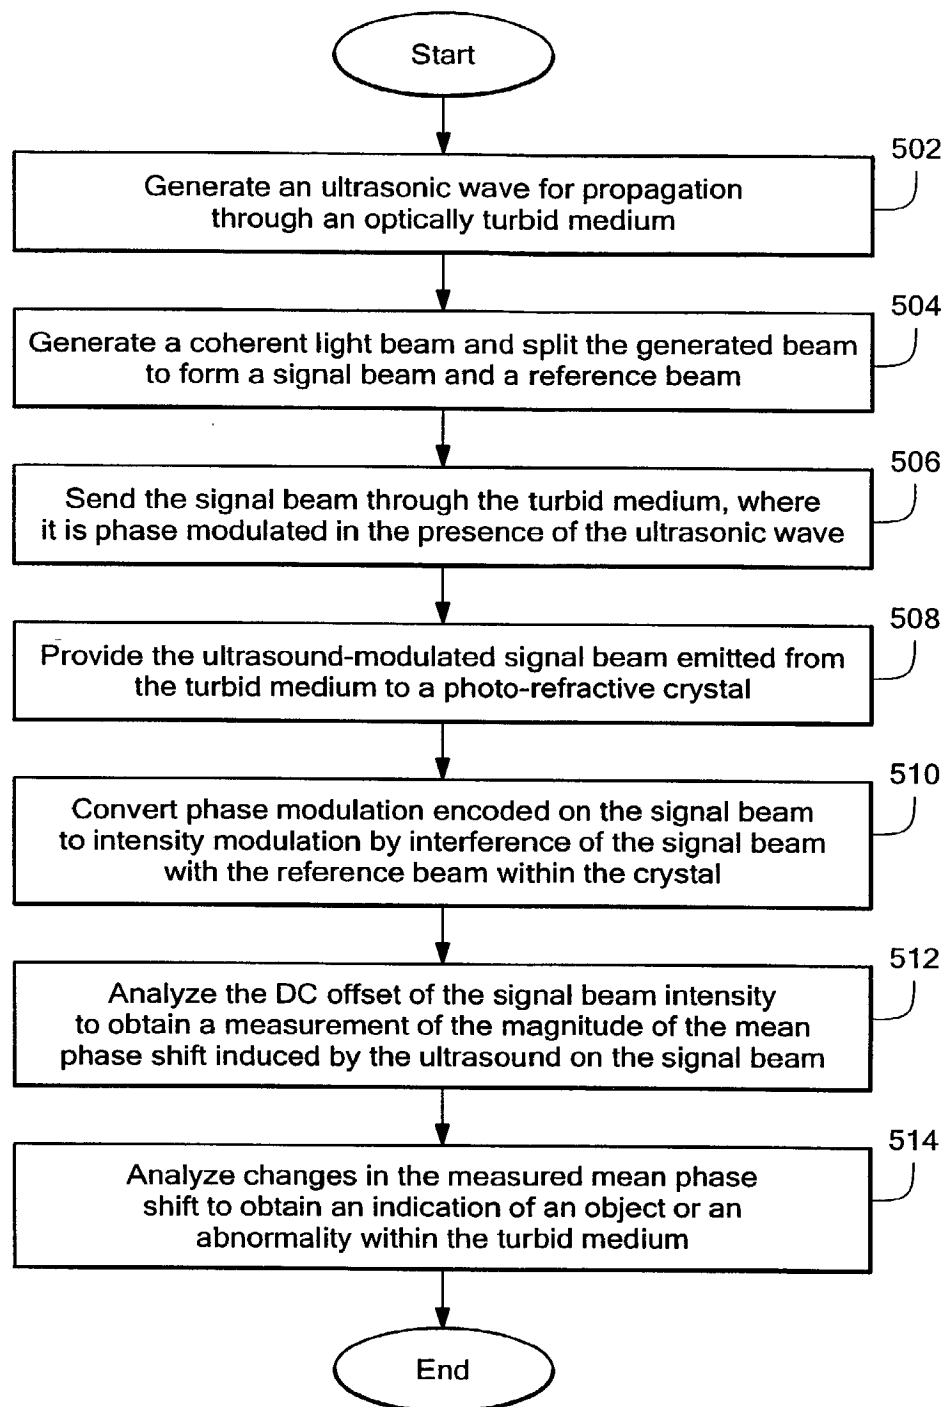 Start
502
Generate an ultrasonic wave for propagation
through an optically turbid medium
504
Generate a coherent light beam and split the generated beam
to form a signal beam and a reference beam
506
Send the signal beam through the turbid medium, where
it is phase modulated in the presence of the ultrasonic wave
508
Provide the ultrasound-modulated signal beam emitted from
the turbid medium to a photo-refractive crystal
510
Convert phase modulation encoded on the signal beam
to intensity modulation by interference of the signal beam
with the reference beam within the crystal
512
Analyze the DC offset of the signal beam intensity
to obtain a measurement of the magnitude of the mean
phase shift induced by the ultrasound on the signal beam
514
Analyze changes in the measured mean phase
shift to obtain an indication of an object or an
abnormality within the turbid medium
End